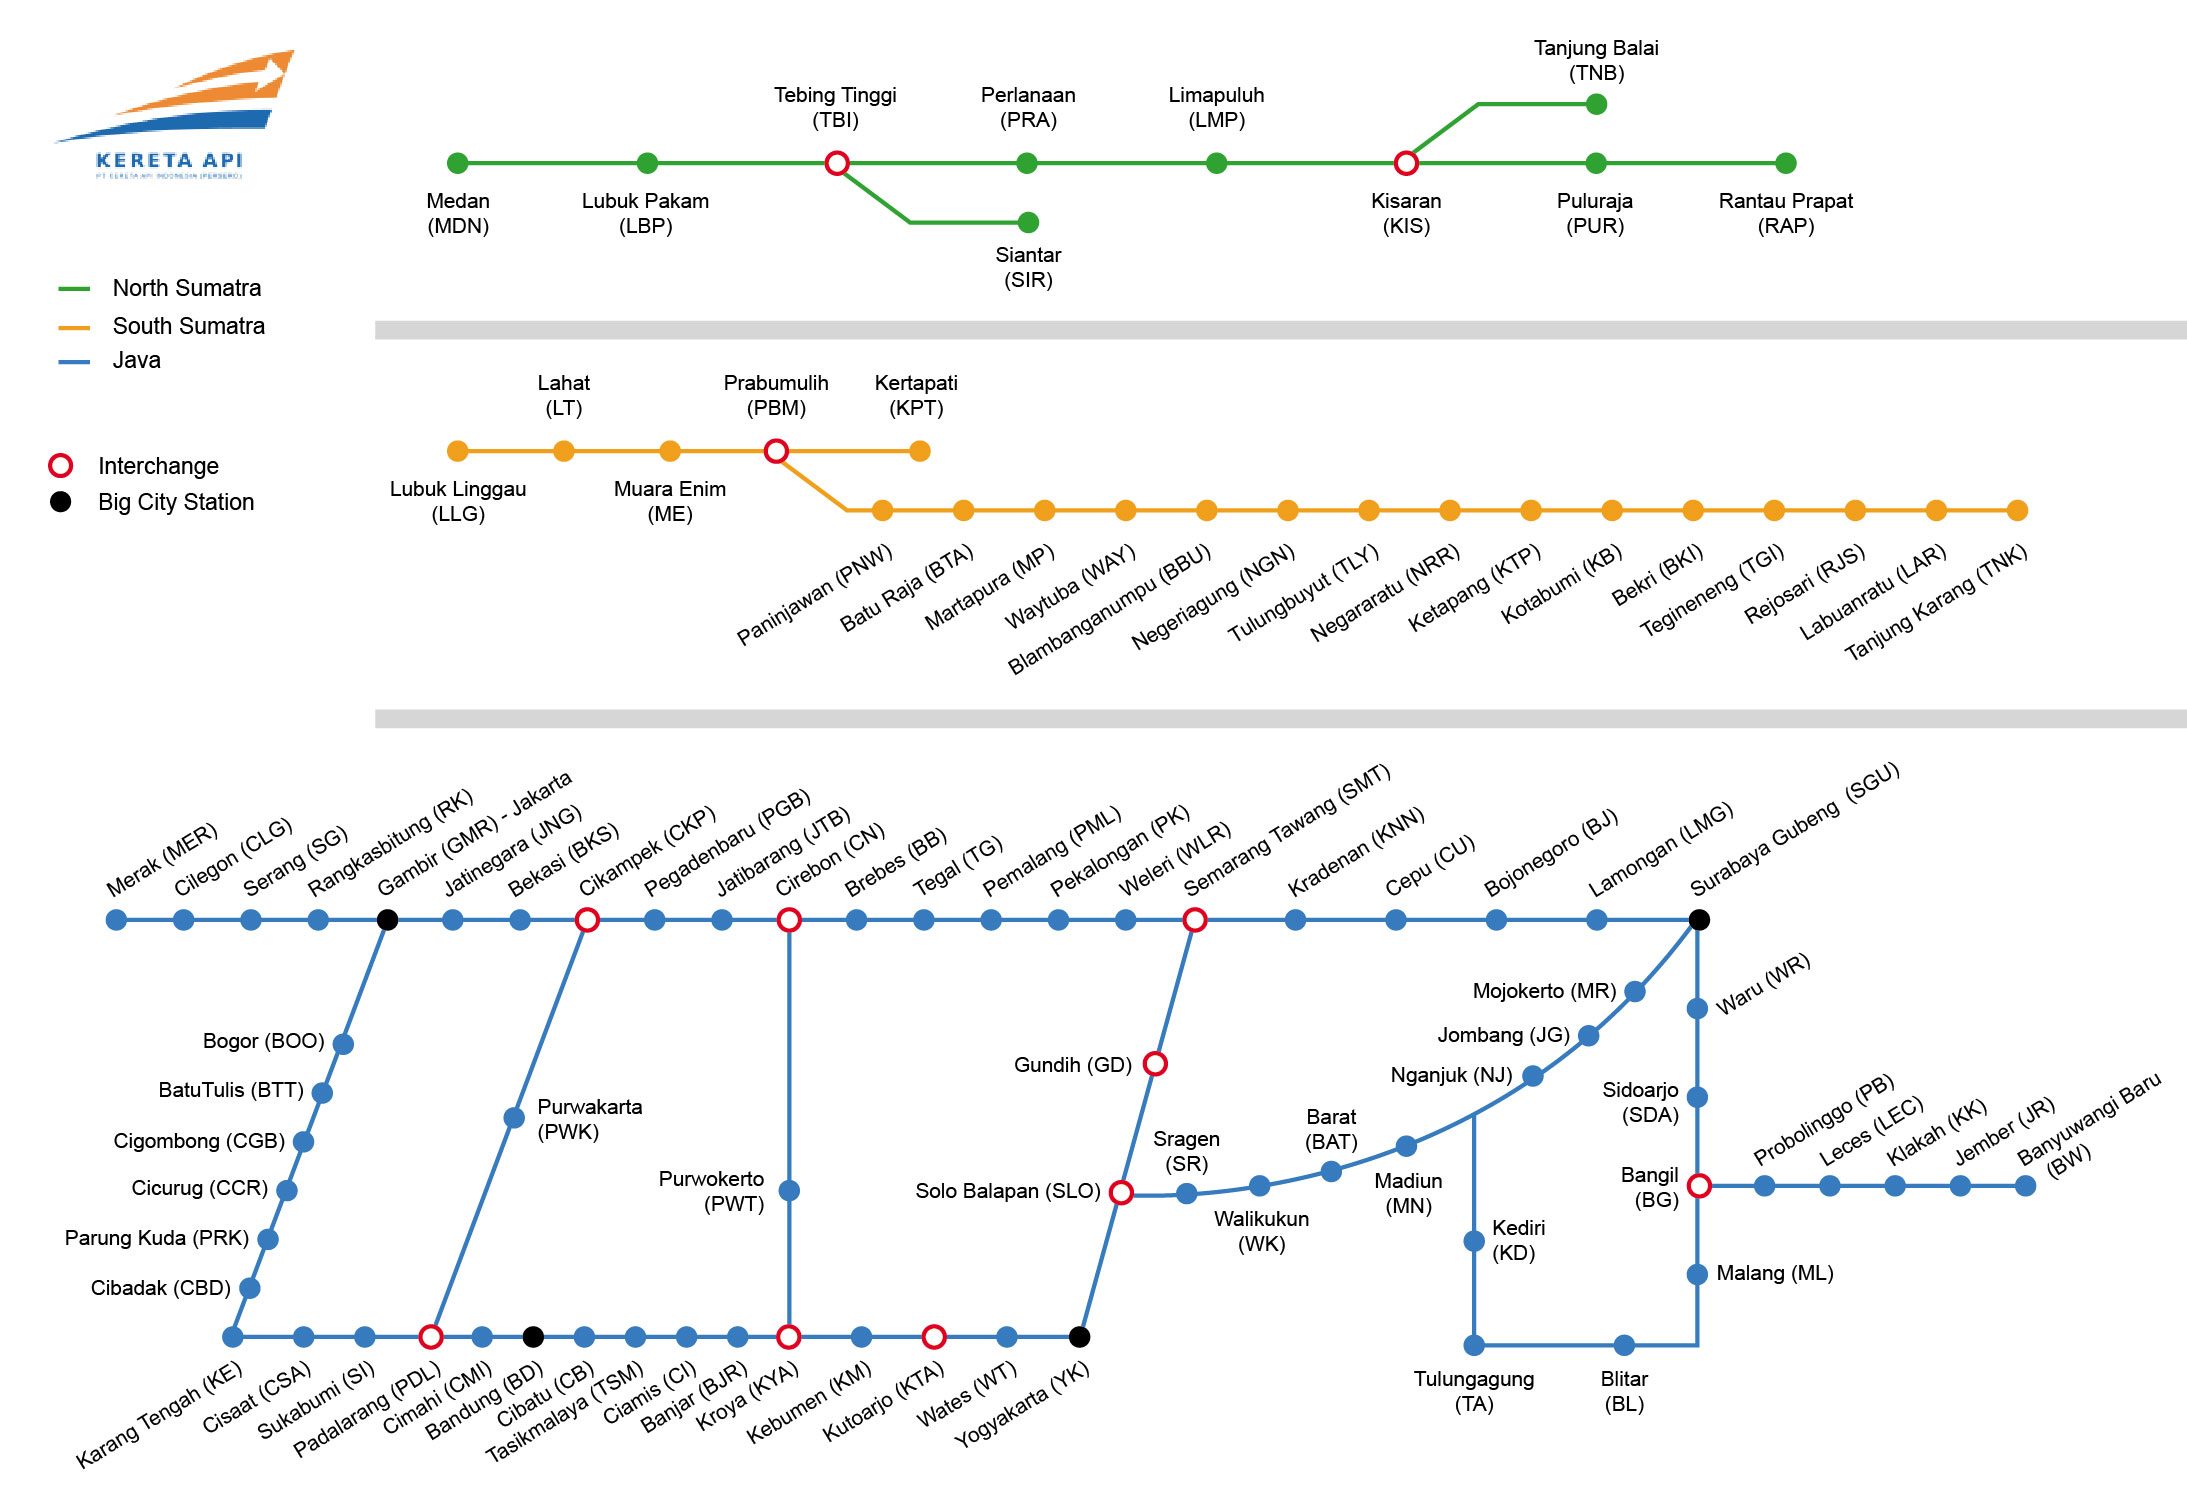 KERETA API
PT KERETA API INDONESIA (PERSERO)
North Sumatra
South Sumatra
Java
Interchange
Big City Station
Tanjung Balai
(TNB)
Tebing Tinggi
(TBI)
Perlanaan
(PRA)
Limapuluh
(LMP)
Medan
(MDN)
Lubuk Pakam
(LBP)
Kisaran
(KIS)
Puluraja
(PUR)
Rantau Prapat
(RAP)
Siantar
(SIR)
Lahat
(LT)
Prabumulih
(PBM)
Kertapati
(KPT)
Lubuk Linggau
(LLG)
Muara Enim
(ME)
Paninjawan (PNW)
Batu Raja (BTA)
Martapura (MP)
Waytuba (WAY)
Blambanganumpu (BBU)
Negeriagung (NGN)
Tulungbuyut (TLY)
Negararatu (NRR)
Ketapang (KTP)
Kotabumi (KB)
Bekri (BKI)
Tegineneng (TGI)
Rejosari (RJS)
Labuanratu (LAR)
Tanjung Karang (TNK)
Merak (MER)
Cilegon (CLG)
Serang (SG)
Rangkasbitung (RK)
Gambir (GMR) - Jakarta
Jatinegara (JNG)
Bekasi (BKS)
Cikampek (CKP)
Pegadenbaru (PGB)
Jatibarang (JTB)
Cirebon (CN)
Brebes (BB)
Tegal (TG)
Pemalang (PML)
Pekalongan (PK)
Weleri (WLR)
Semarang Tawang (SMT)
Kradenan (KNN)
Cepu (CU)
Bojonegoro (BJ)
Lamongan (LMG)
Surabaya Gubeng (SGU)
Bogor (BOO)
BatuTulis (BTT)
Cigombong (CGB)
Cicurug (CCR)
Parung Kuda (PRK)
Cibadak (CBD)
Purwakarta
(PWK)
Purwokerto
(PWT)
Gundih (GD)
Solo Balapan (SLO)
Sragen
(SR)
Walikukun
(WK)
Barat
(BAT)
Madiun
(MN)
Nganjuk (NJ)
Jombang (JG)
Mojokerto (MR)
Kediri
(KD)
Waru (WR)
Sidoarjo
(SDA)
Bangil
(BG)
Malang (ML)
Probolinggo (PB)
Leces (LEC)
Klakah (KK)
Jember (JR)
Banyuwangi Baru
(BW)
Tulungagung
(TA)
Blitar
(BL)
Karang Tengah (KE)
Cisaat (CSA)
Sukabumi (SI)
Padalarang (PDL)
Cimahi (CMI)
Bandung (BD)
Cibatu (CB)
Tasikmalaya (TSM)
Ciamis (CI)
Banjar (BJR)
Kroya (KYA)
Kebumen (KM)
Kutoarjo (KTA)
Wates (WT)
Yogyakarta (YK)